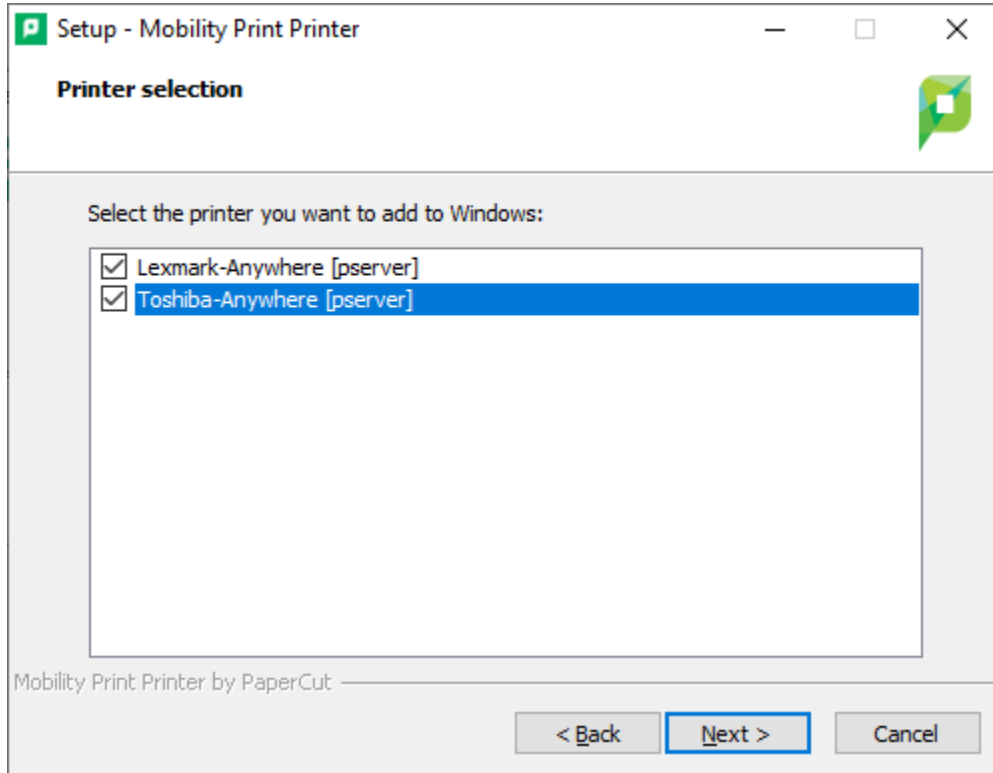 Setup - Mobility Print Printer
Printer selection
Select the printer you want to add to Windows:
Lexmark-Anywhere [pserver]
Toshiba-Anywhere [pserver]
Mobility Print Printer by PaperCut
< Back Next > Cancel